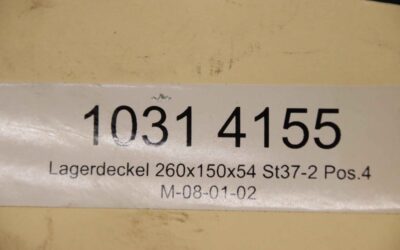 1031 4155
Lagerdeckel 260x150x54 St37-2 Pos.4
M-08-01-02